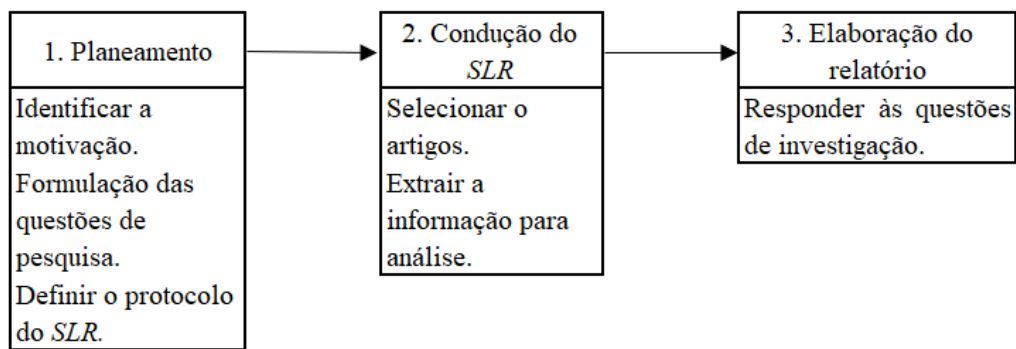 1. Planeamento
Identificar a
motivação.
Formulação das
questões de
pesquisa.
Definir o protocolo
do SLR.
2. Condução do
SLR
Selecionar o
artigos.
Extrair a
informação para
análise.
3. Elaboração do
relatório
Responder às questões
de investigação.